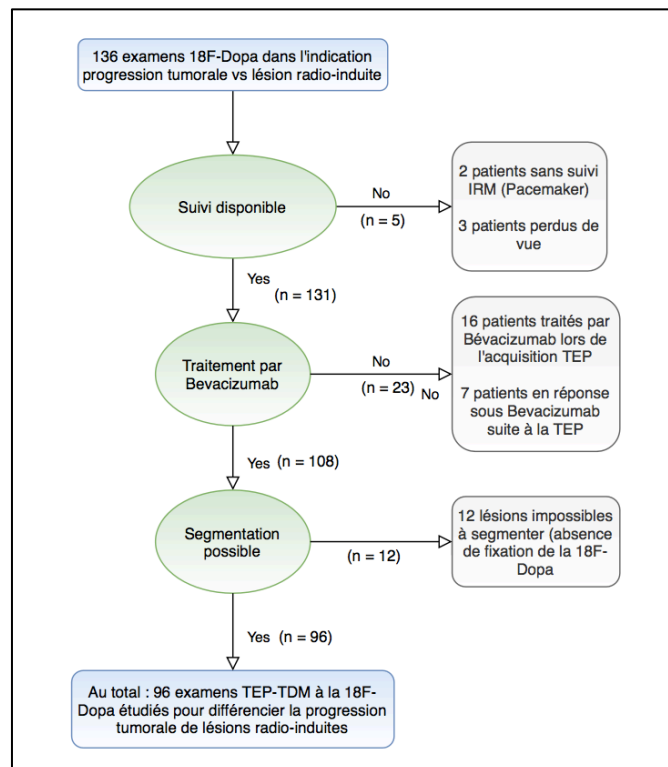 136 examens 18F-Dopa dans l'indication
progression tumorale vs lésion radio-induite
Suivi disponible
No
(n = 5)
2 patients sans suivi
IRM (Pacemaker)
3 patients perdus de
vue
Yes
(n = 131)
Traitement par
Bevacizumab
No
(n = 23)
No
16 patients traités par
Bévacizumab lors de
l'acquisition TEP
7 patients en réponse
sous Bevacizumab
suite à la TEP
Yes (n = 108)
Segmentation
possible
(n = 12)
12 lésions impossibles
à segmenter (absence
de fixation de la 18F-
Dopa
Yes (n = 96)
Au total : 96 examens TEP-TDM à la 18F-
Dopa étudiés pour différencier la progression
tumorale de lésions radio-induites